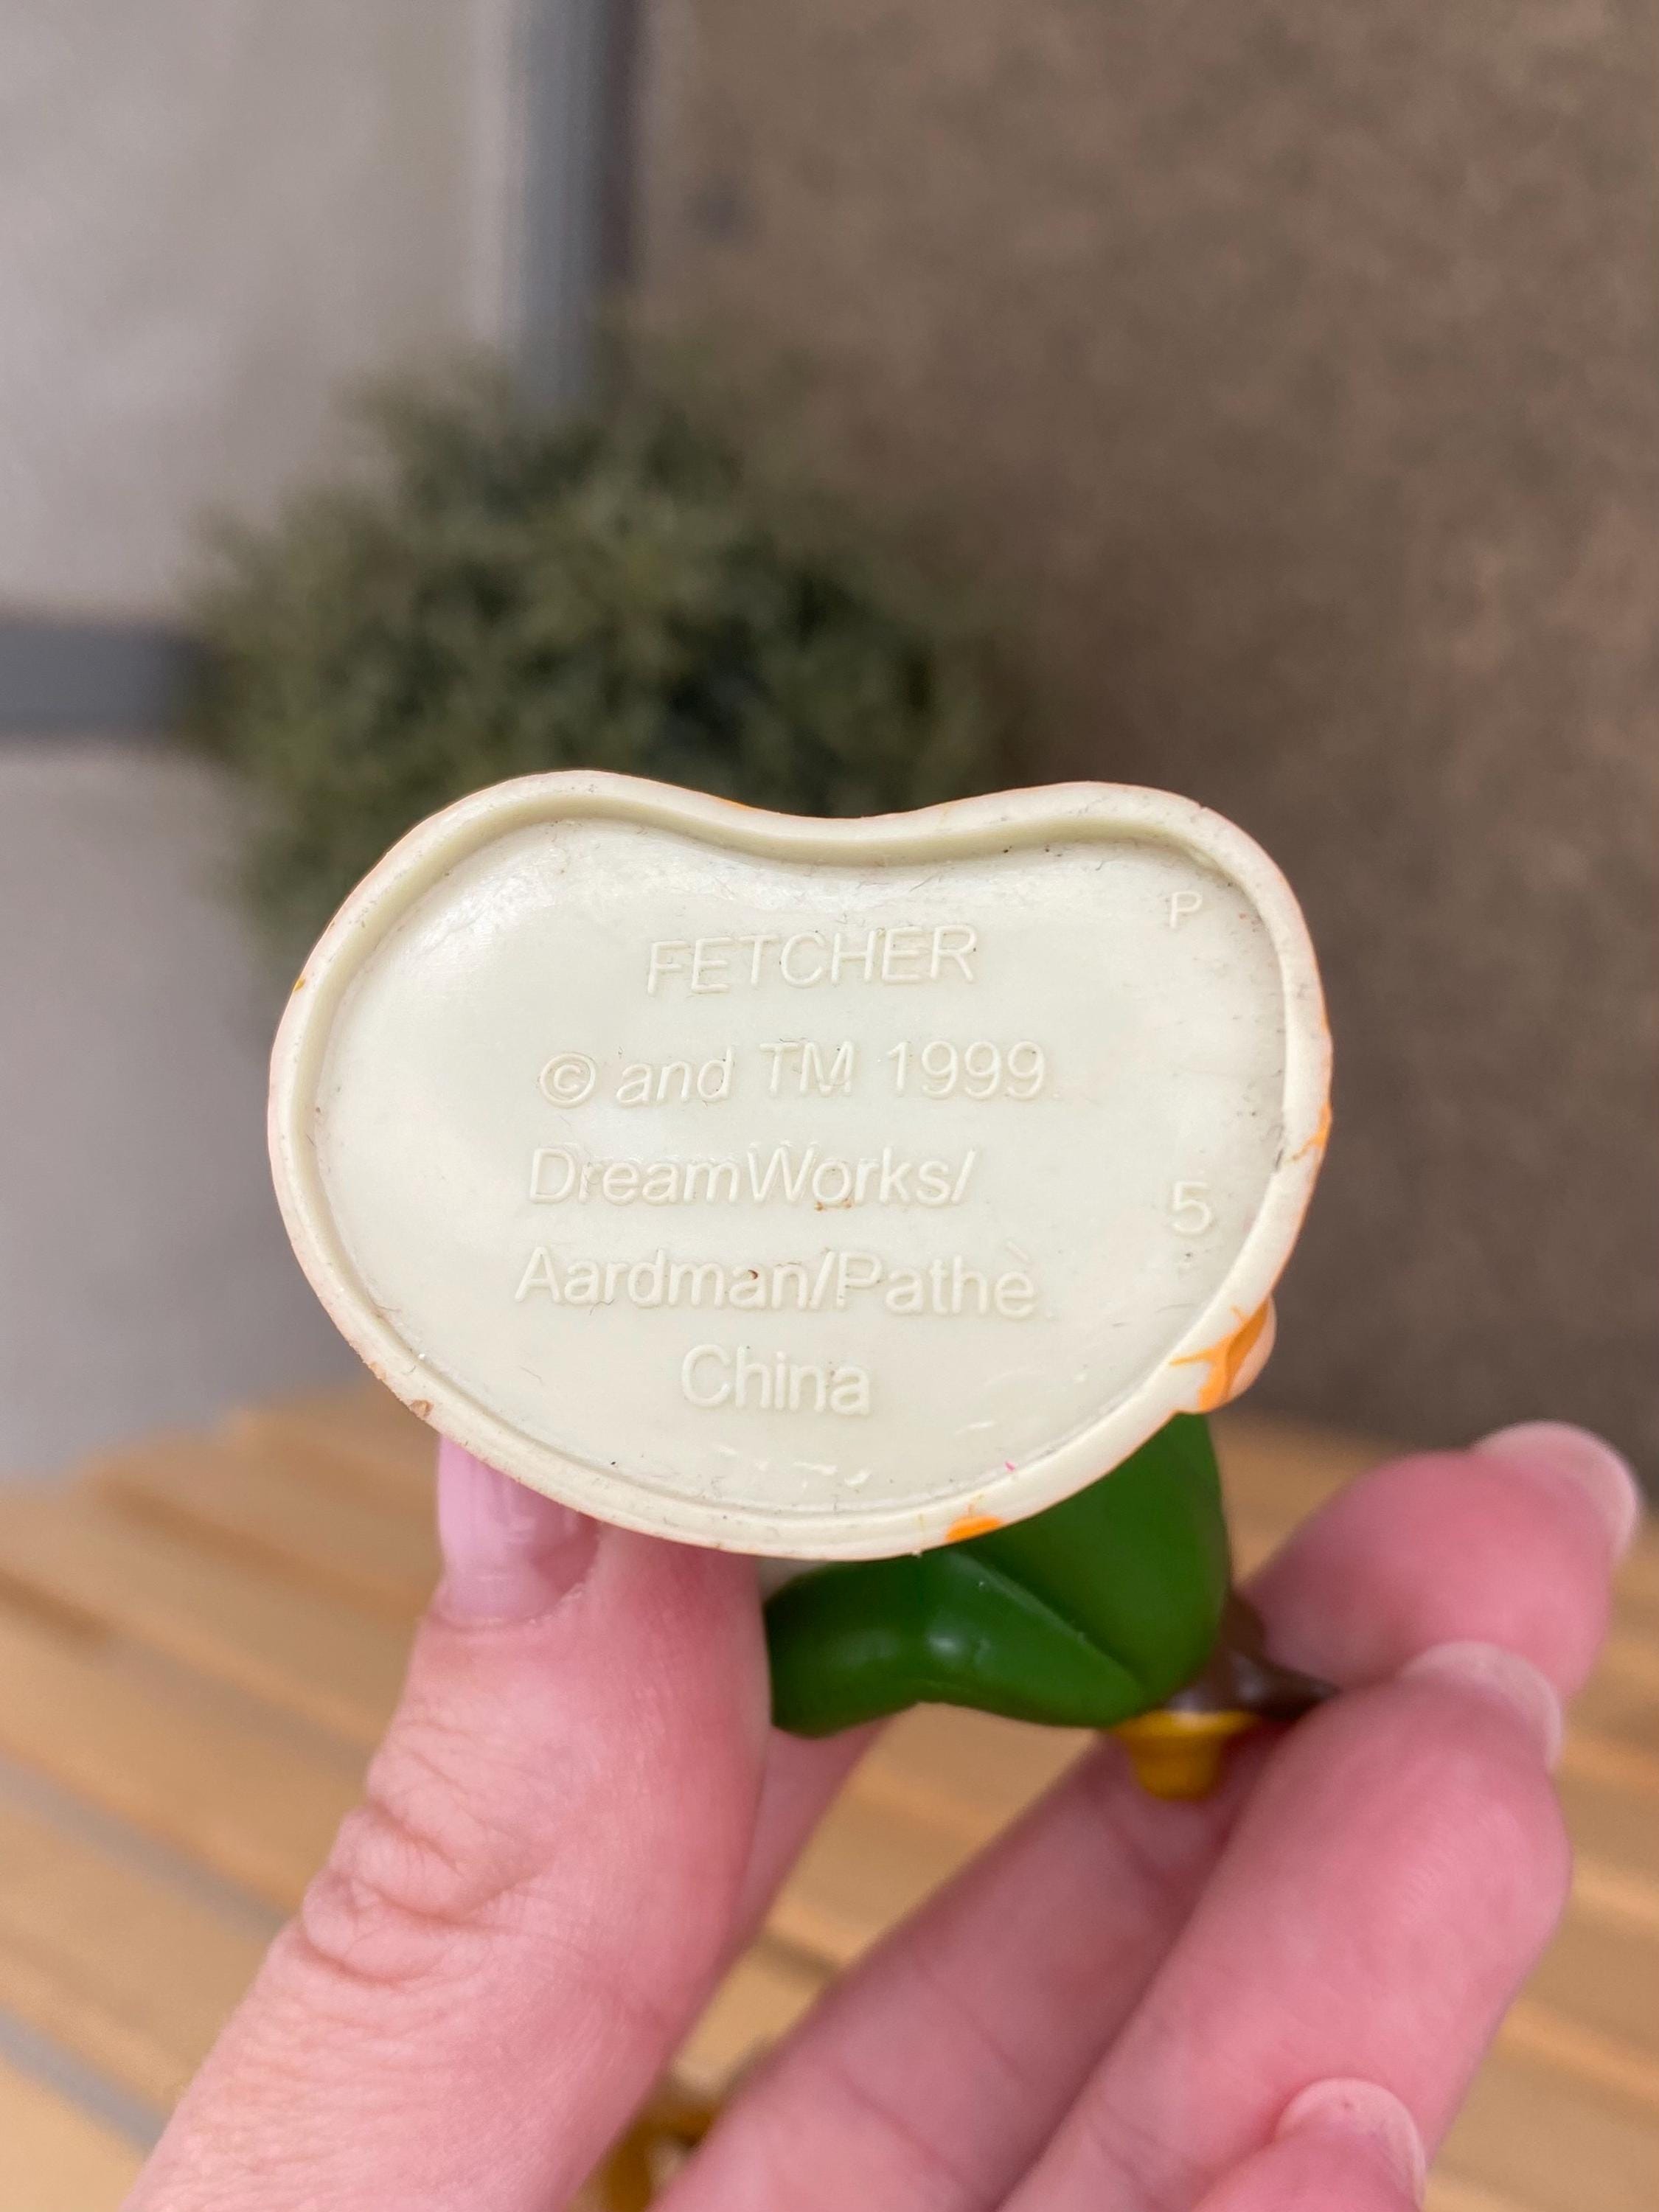 P
FETCHER
© and TM 1999
DreamWorks/
5
Aardman/Pathè
China